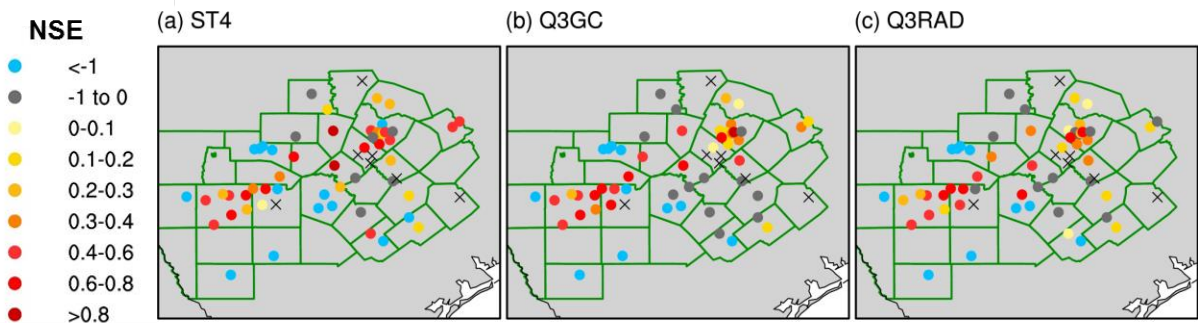 (a) ST4
(b) Q3GC
(c) Q3RAD
NSE
<-1
-1 to 0
0-0.1
0.1-0.2
0.2-0.3
0.3-0.4
0.4-0.6
0.6-0.8
>0.8